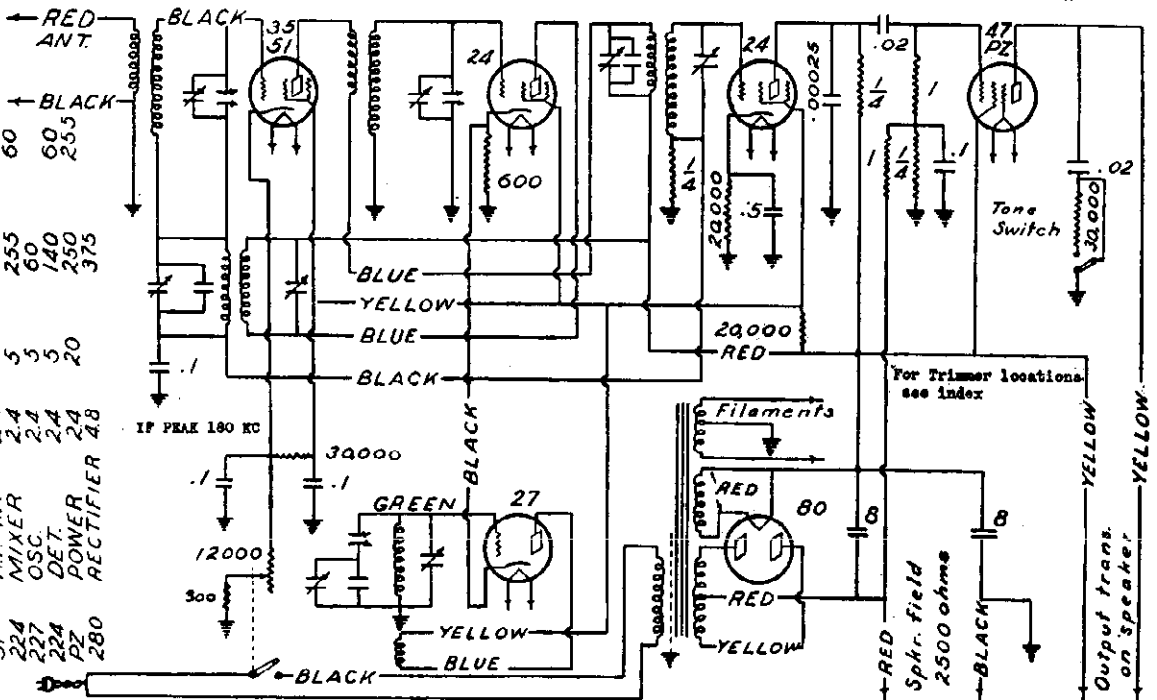 RED
ANT.
BLACK
BLACK
35
51
24
24
47
PZ
.02
.00025
1/4
1
1
1/4
.1
.02
600
1/4
20,000
.5
Tone
Switch
30,000
BLUE
YELLOW
BLUE
20,000
RED
BLACK
.1
For Trimmer locations
see index
IF PEAK 180 KC
30,000
.1
.1
BLACK
GREEN
27
Filaments
RED
80
8
8
12000
300
RED
YELLOW
YELLOW
BLUE
BLACK
RED
Spkr. field
2500 ohms
BLACK
YELLOW
YELLOW
Output trans.
on speaker
224 MIXER 2.4 5 255 60
227 OSC. 2.4 5 60
224 DET. 2.4 5 140 60
PZ POWER 2.4 20 250 255
280 RECTIFIER 4.8 375